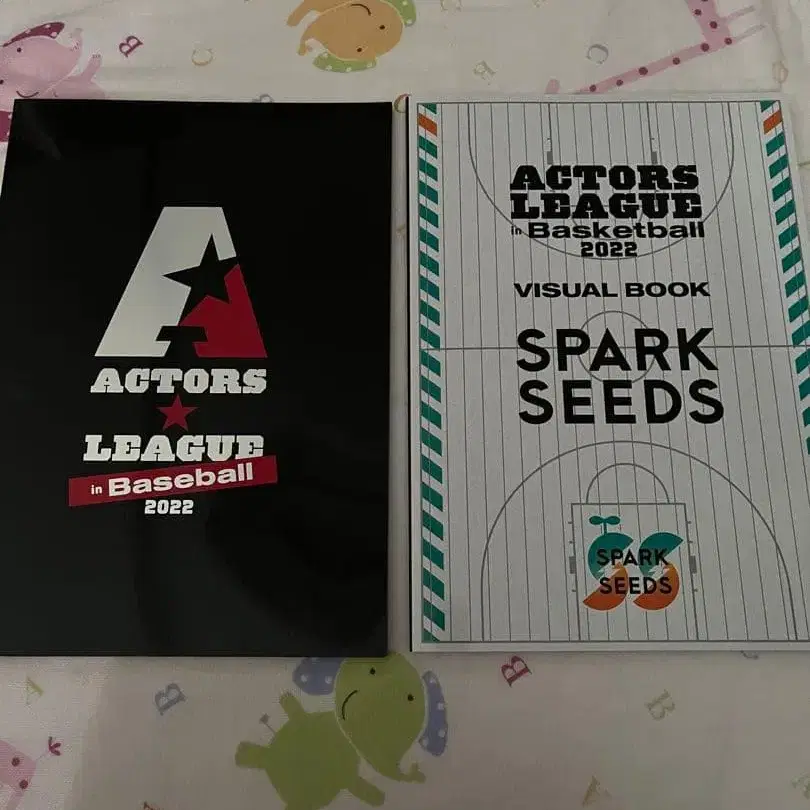 ACTORS
LEAGUE
in Baseball
2022
ACTORS
LEAGUE
in Basketball
2022
VISUAL BOOK
SPARK
SEEDS
SPARK
SEEDS